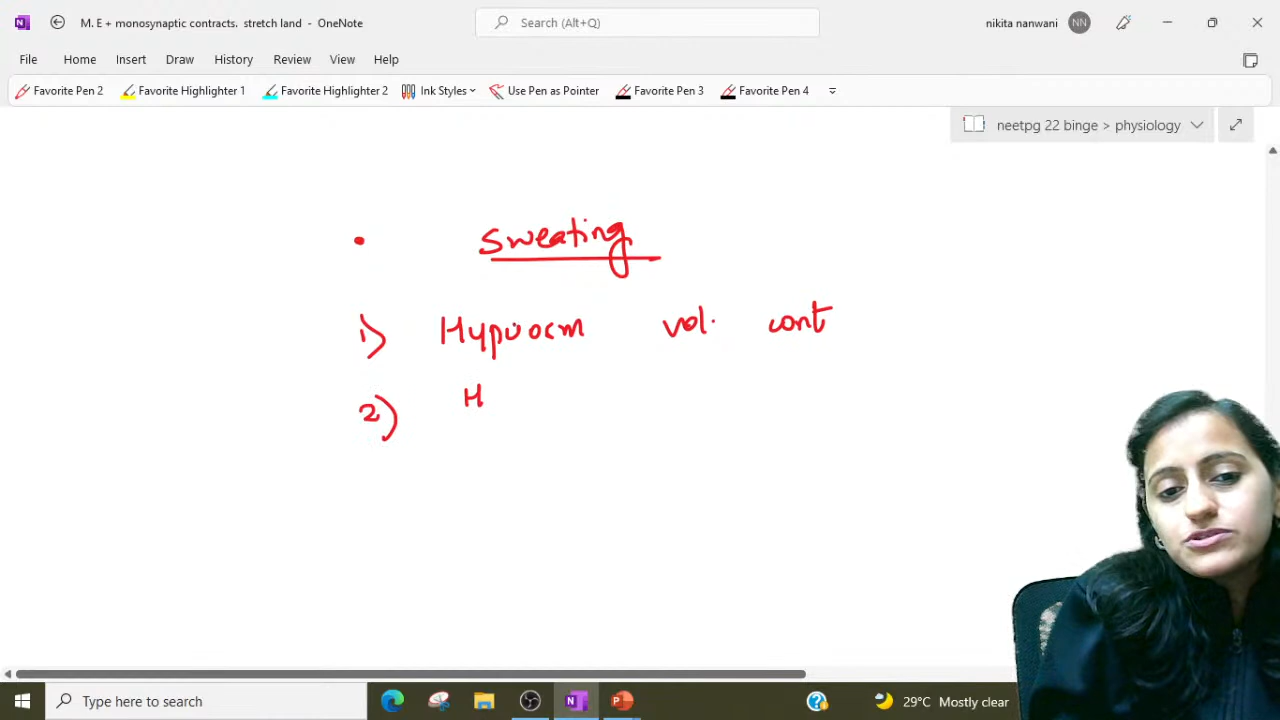 M. E + monosynaptic contracts. stretch land - OneNote
Search (Alt+Q)
nikita nanwani NN
File Home Insert Draw History Review View Help
Favorite Pen 2 Favorite Highlighter 1 Favorite Highlighter 2 Ink Styles Use Pen as Pointer Favorite Pen 3 Favorite Pen 4
neetpg 22 binge > physiology
• Sweating
1) vol. cont
2) H
Type here to search
29°C Mostly clear